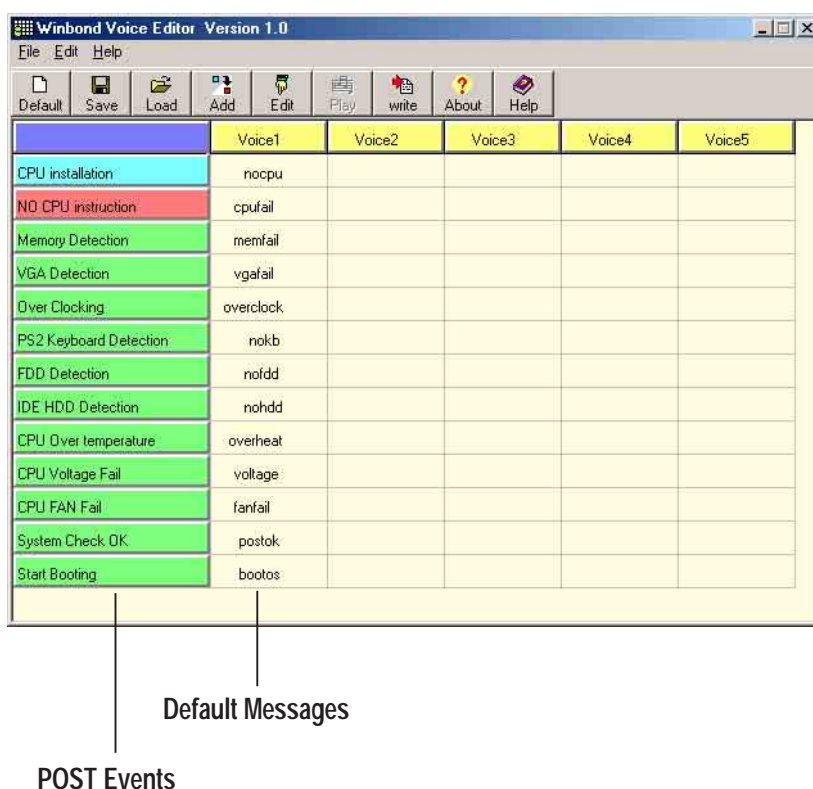 Winbond Voice Editor Version 1.0
File Edit Help
Default Save Load Add Edit Play write About Help
Voice1 Voice2 Voice3 Voice4 Voice5
CPU installation nocpu
NO CPU instruction cpufail
Memory Detection memfail
VGA Detection vgafail
Over Clocking overclock
PS2 Keyboard Detection nokb
FDD Detection nofdd
IDE HDD Detection nohdd
CPU Over temperature overheat
CPU Voltage Fail voltage
CPU FAN Fail fanfail
System Check OK postok
Start Booting bootos
Default Messages
POST Events